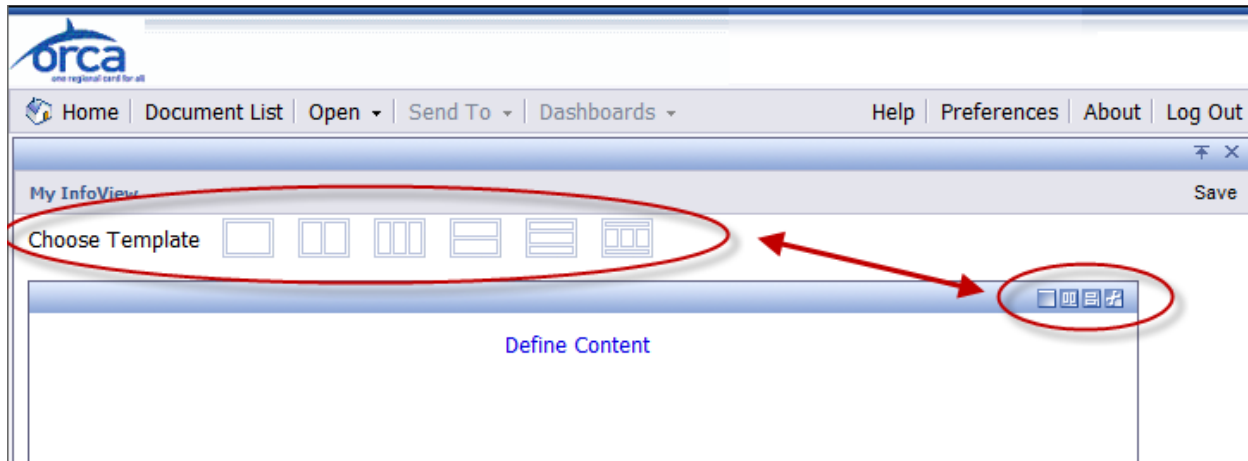 orca
one regional card for all
Home Document List Open Send To Dashboards Help Preferences About Log Out
My InfoView Save
Choose Template
Define Content